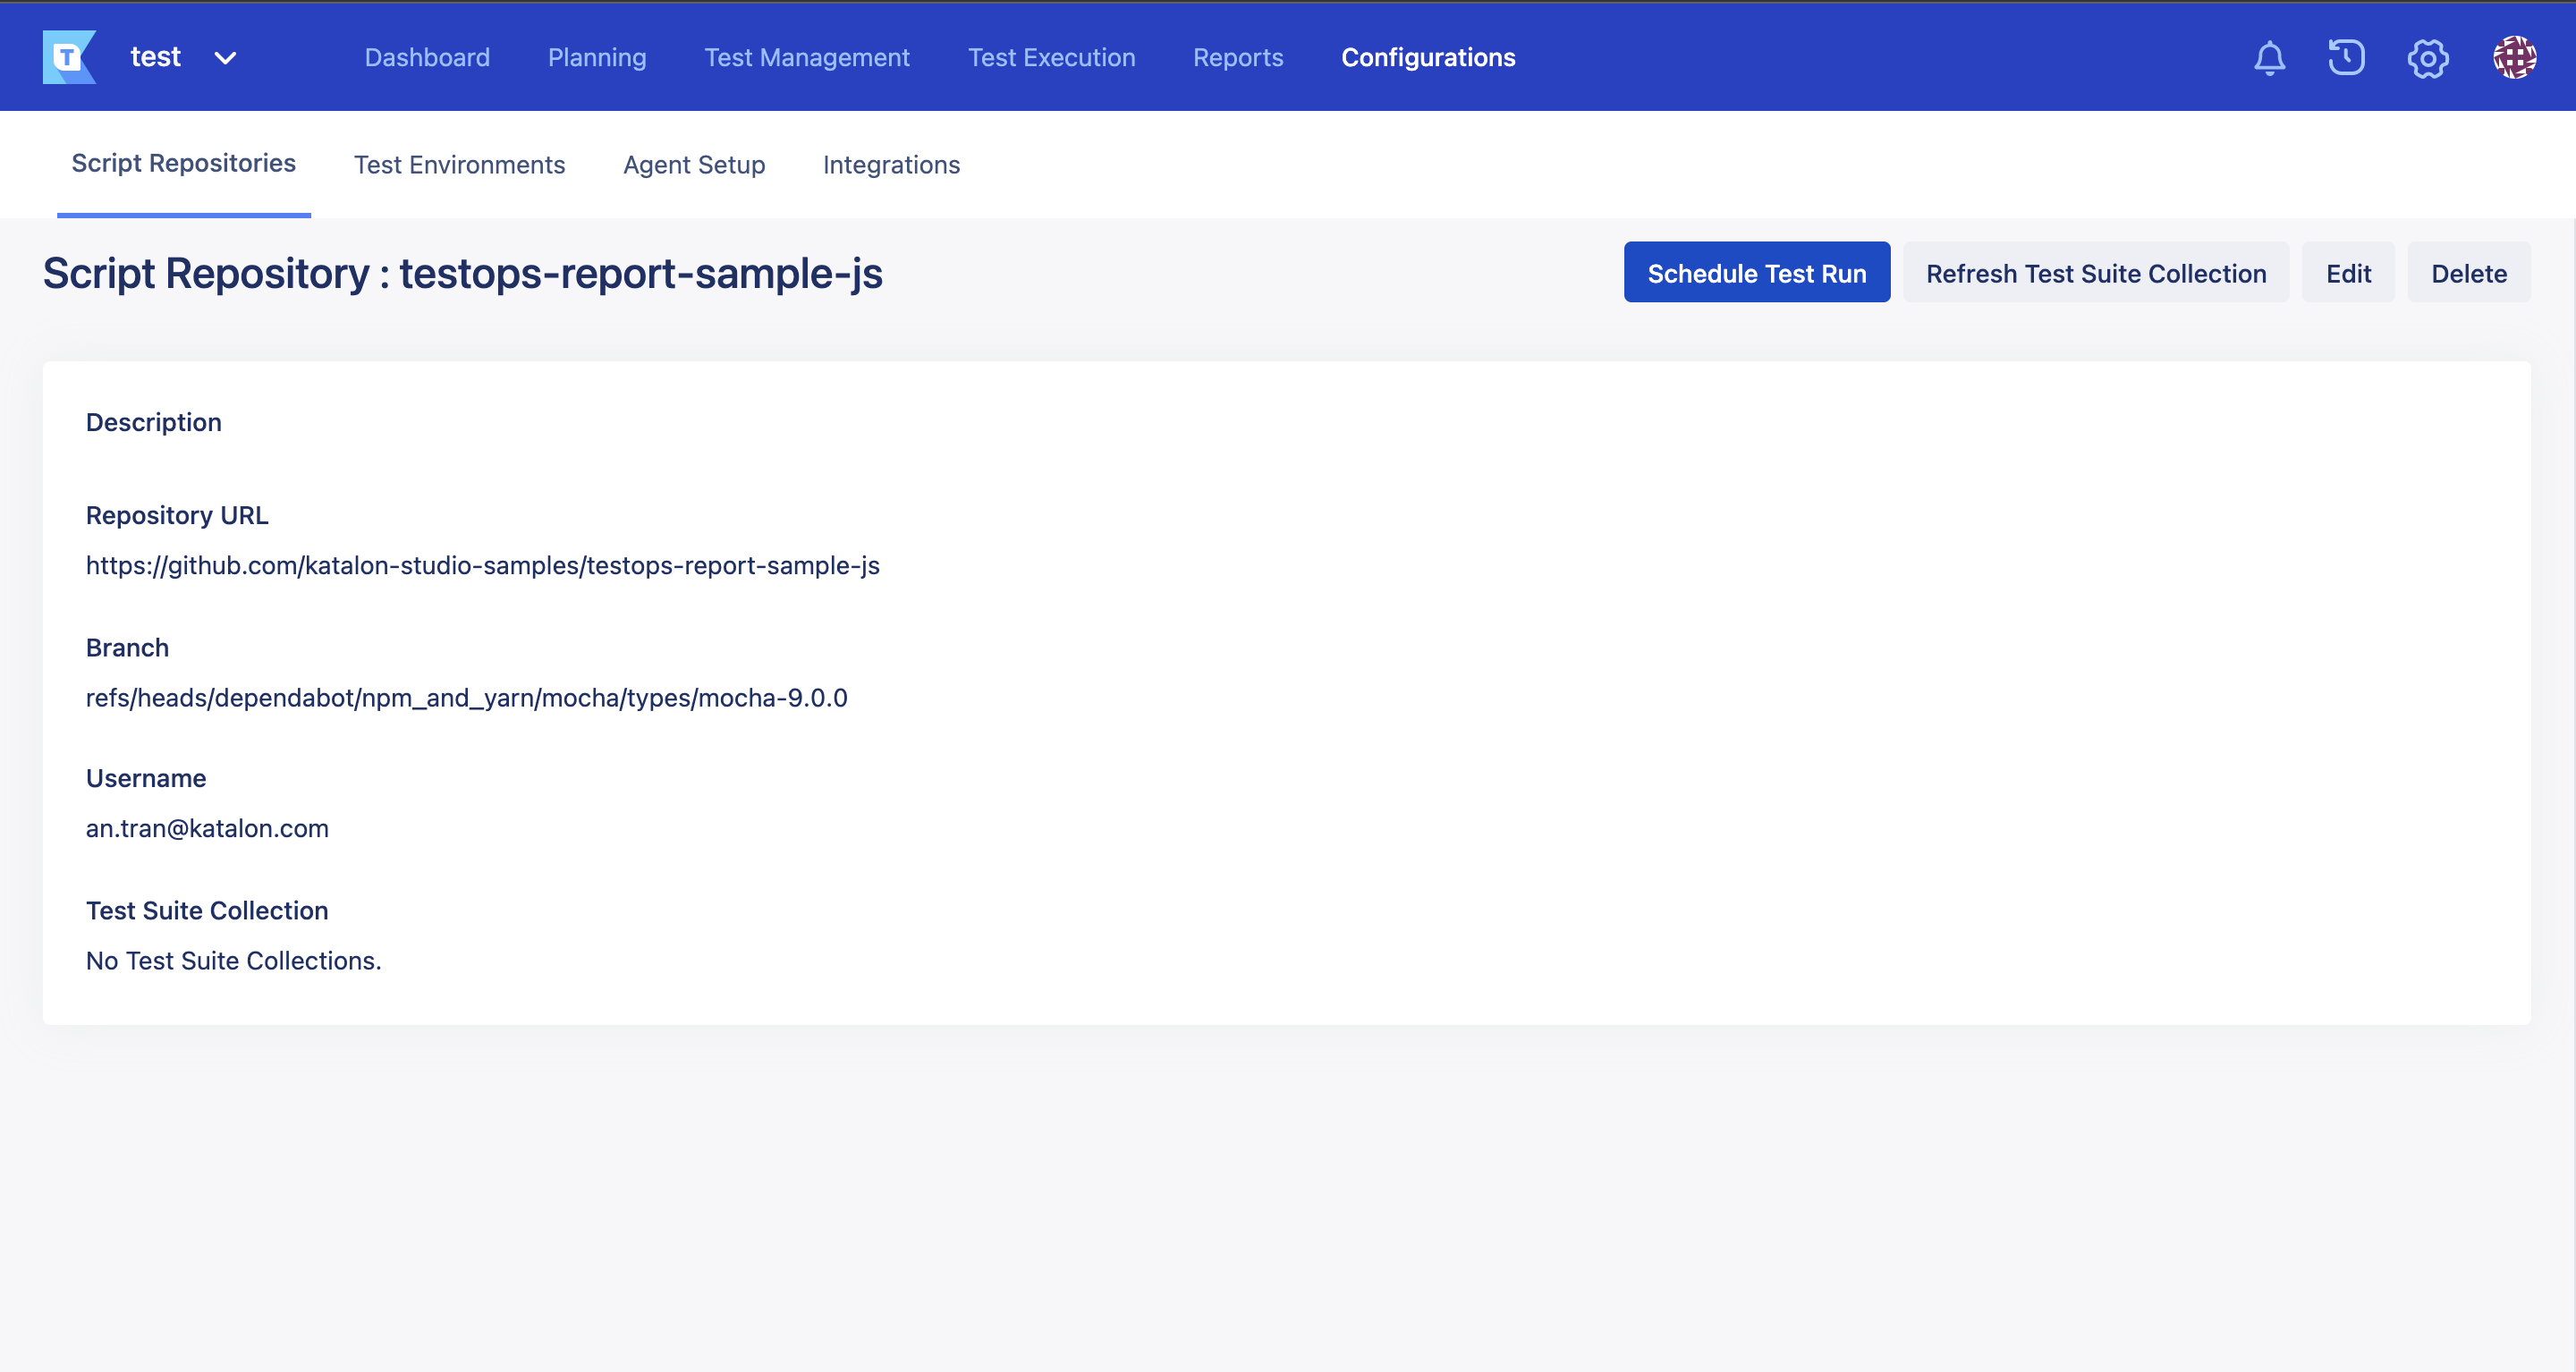 T
test
Dashboard Planning Test Management Test Execution Reports Configurations
Script Repositories Test Environments Agent Setup Integrations
Script Repository : testops-report-sample-js
Schedule Test Run Refresh Test Suite Collection Edit Delete
Description
Repository URL
https://github.com/katalon-studio-samples/testops-report-sample-js
Branch
refs/heads/dependabot/npm_and_yarn/mocha/types/mocha-9.0.0
Username
an.tran@katalon.com
Test Suite Collection
No Test Suite Collections.